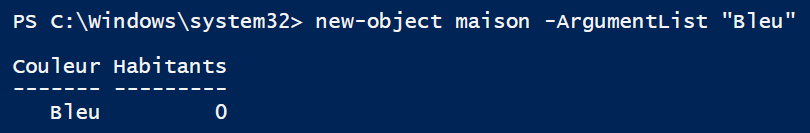 PS C:\Windows\system32> new-object maison -ArgumentList "Bleu"
Couleur Habitants
------- ---------
Bleu 0